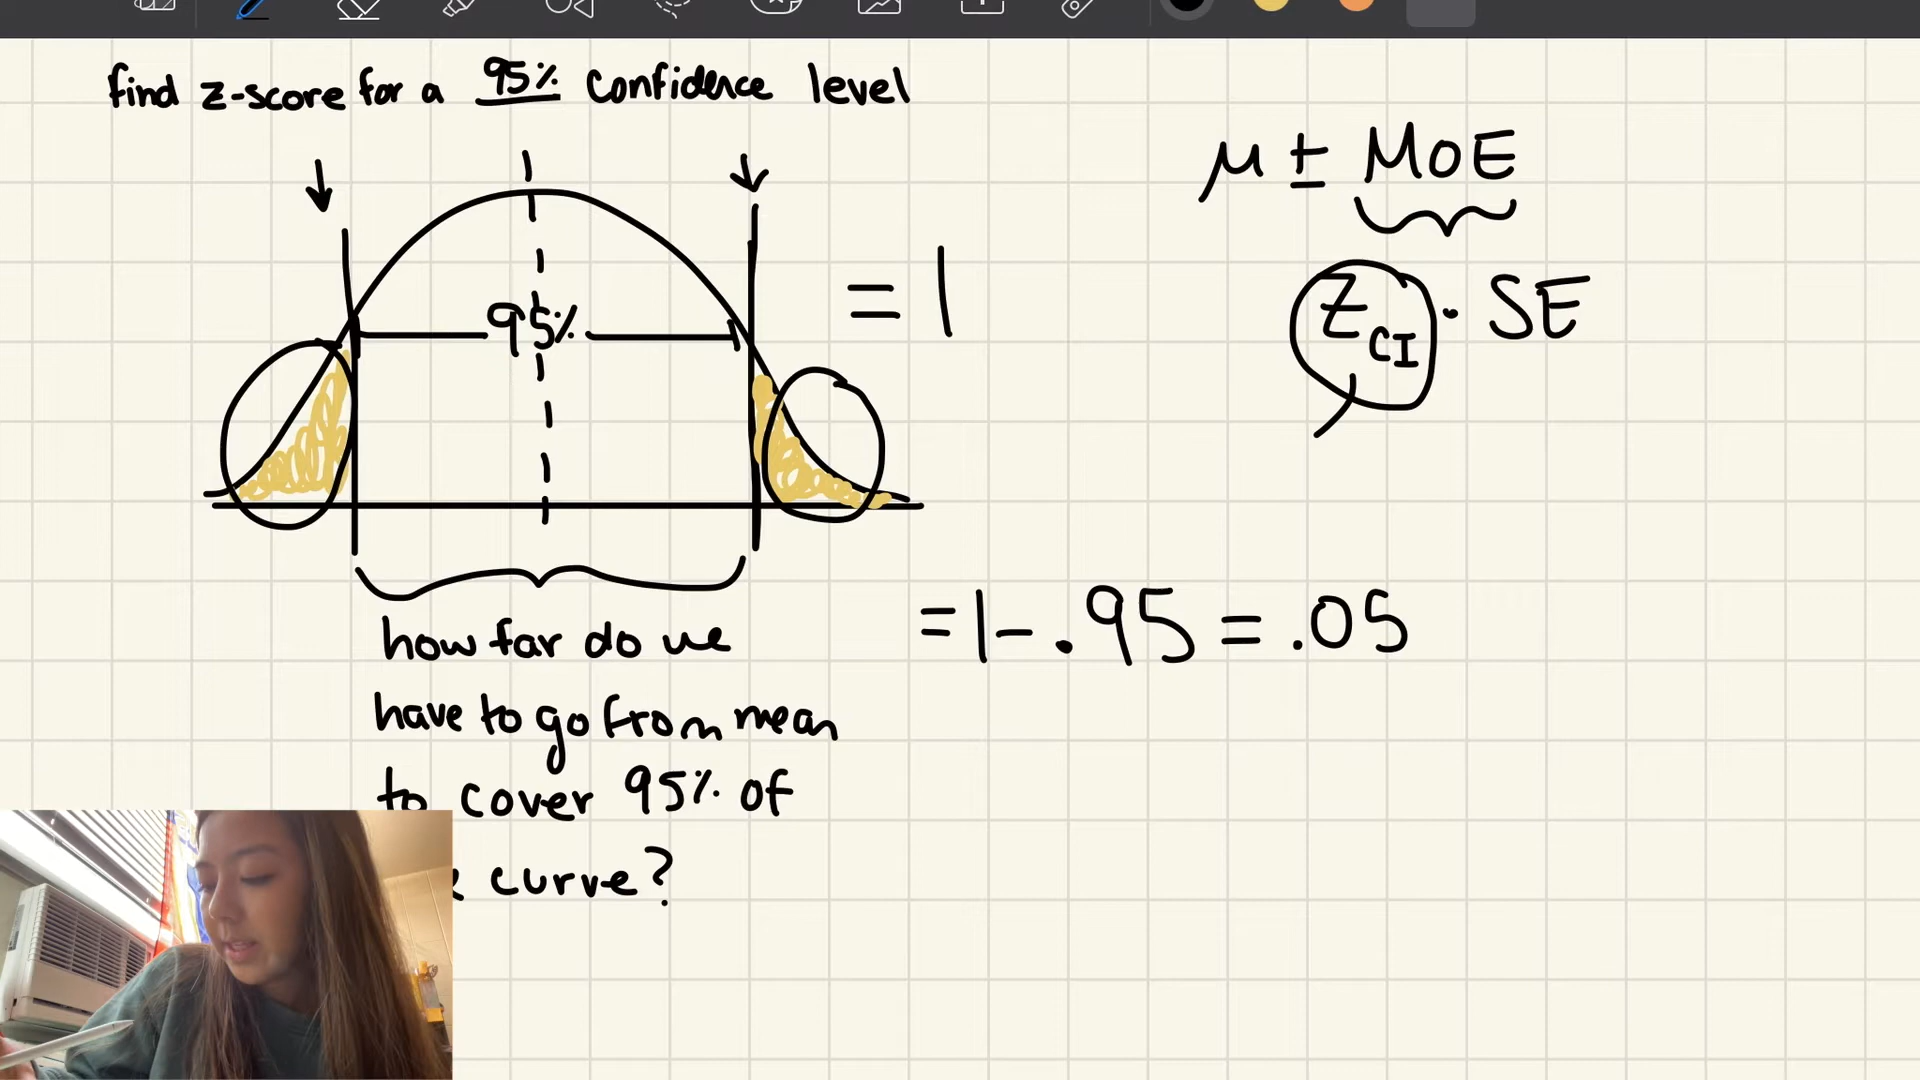 find z-score for a 95% confidence level
μ ± MOE
= 1
95%
Z CI · SE
= 1 - .95 = .05
how far do we
have to go from mean
to cover 95% of
curve?